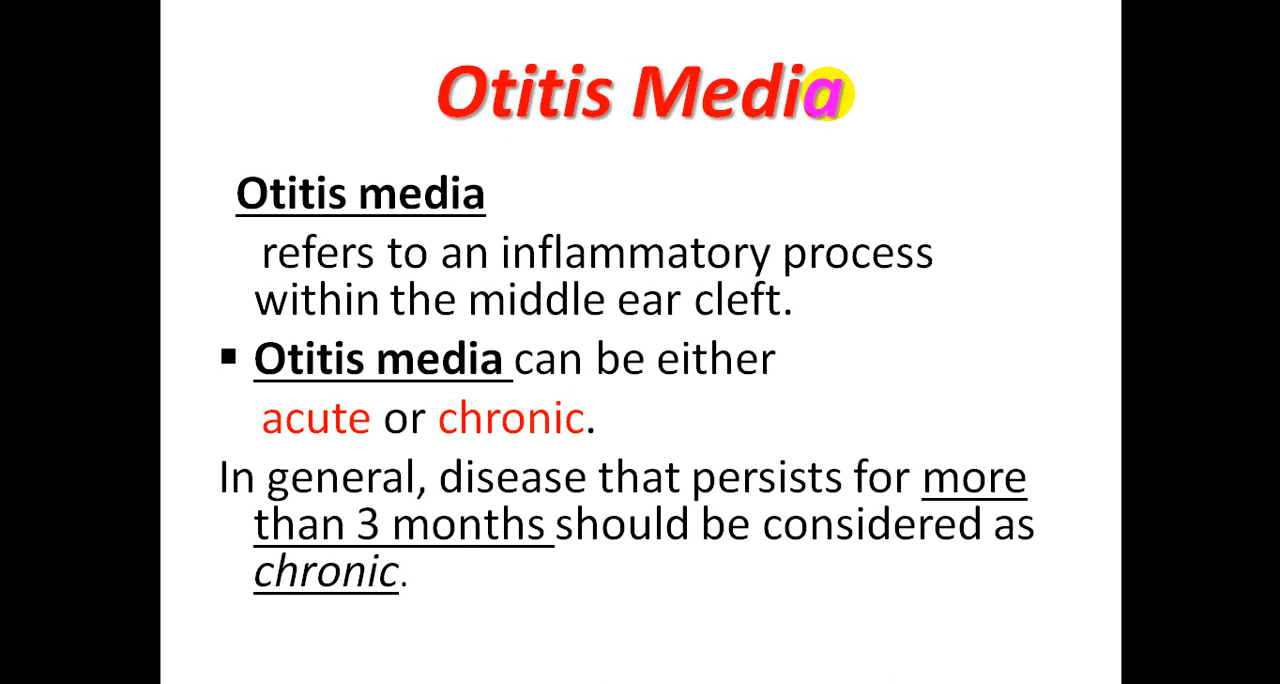 Otitis Media
Otitis media
refers to an inflammatory process
within the middle ear cleft.
▪ Otitis media can be either
acute or chronic.
In general, disease that persists for more
than 3 months should be considered as
chronic.